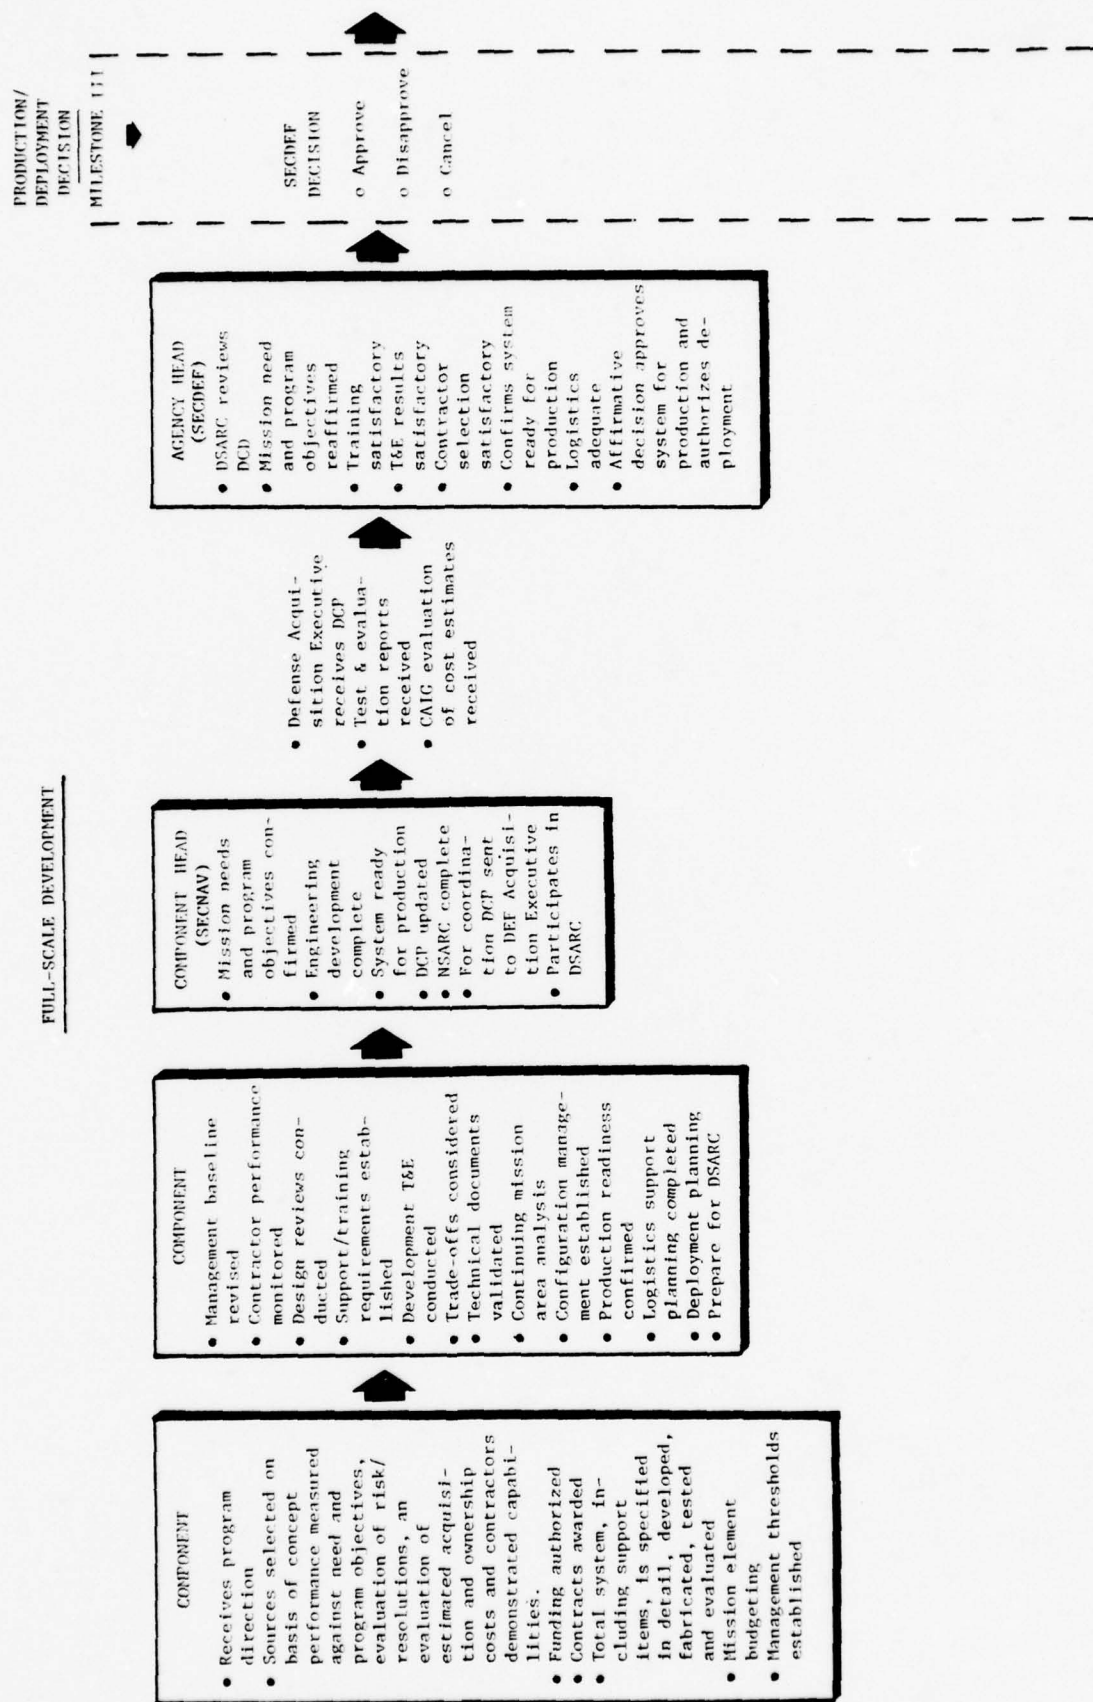 FULL-SCALE DEVELOPMENT
COMPONENT
• Receives program
direction
• Sources selected on
basis of concept
performance measured
against need and
program objectives,
evaluation of risk/
resolutions, an
evaluation of
estimated acquisi-
tion and ownership
costs and contractors
demonstrated capabi-
lities.
• Funding authorized
• Contracts awarded
• Total system, in-
cluding support
items, is specified
in detail, developed,
fabricated, tested
and evaluated
• Mission element
budgeting
• Management thresholds
established
COMPONENT
• Management baseline
revised
• Contractor performance
monitored
• Design reviews con-
ducted
• Support/training
requirements estab-
lished
• Development T&E
conducted
• Trade-offs considered
• Technical documents
validated
• Continuing mission
area analysis
• Configuration manage-
ment established
• Production readiness
confirmed
• Logistics support
planning completed
• Deployment planning
• Prepare for DSARC
COMPONENT HEAD
(SECNAV)
• Mission needs
and program
objectives con-
firmed
• Engineering
development
complete
• System ready
for production
• DCP updated
• NSARC complete
• For coordina-
tion DCP sent
to DEF Acquisi-
tion Executive
• Participates in
DSARC
• Defense Acqui-
sition Executive
receives DCP
• Test & evalua-
tion reports
received
• CAIG evaluation
of cost estimates
received
AGENCY HEAD
(SECDEF)
• DSARC reviews
DCP
• Mission need
and program
objectives
reaffirmed
• Training
satisfactory
• T&E results
satisfactory
• Contractor
selection
satisfactory
• Confirms system
ready for
production
• Logistics
adequate
• Affirmative
decision approves
system for
production and
authorizes de-
ployment
PRODUCTION/
DEPLOYMENT
DECISION
MILESTONE III
SECDEF
DECISION
o Approve
o Disapprove
o Cancel